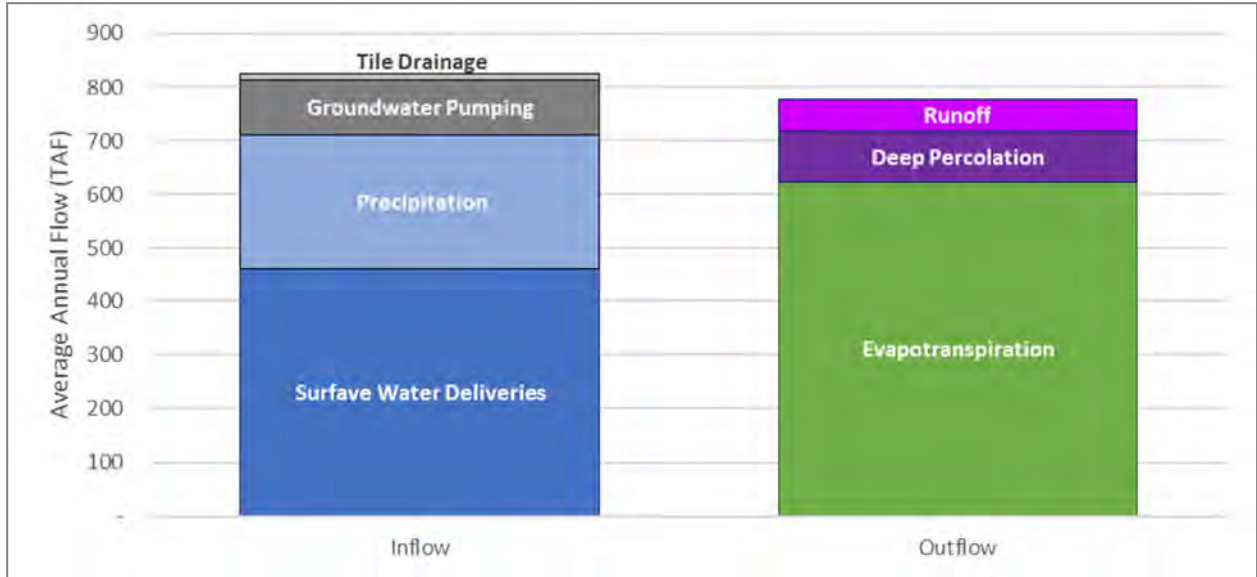 Average Annual Flow (TAF)
900
800
700
600
500
400
300
200
100
-
Tile Drainage
Groundwater Pumping
Precipitation
Surfave Water Deliveries
Runoff
Deep Percolation
Evapotranspiration
Inflow
Outflow